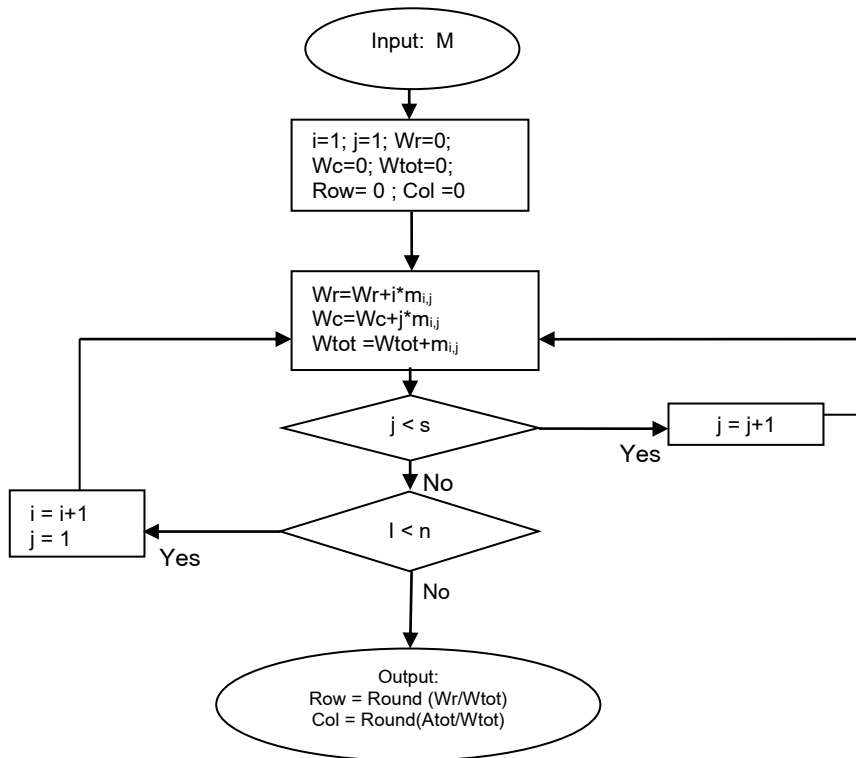 Input:  M
i=1; j=1; Wr=0;
Wc=0; Wtot=0;
Row= 0 ; Col =0
Wr=Wr+i*mi,j
Wc=Wc+j*mi,j
Wtot =Wtot+mi,j
j < s
Yes
j = j+1
No
i = i+1
j = 1
Yes
I < n
No
Output:
Row = Round (Wr/Wtot)
Col = Round(Atot/Wtot)